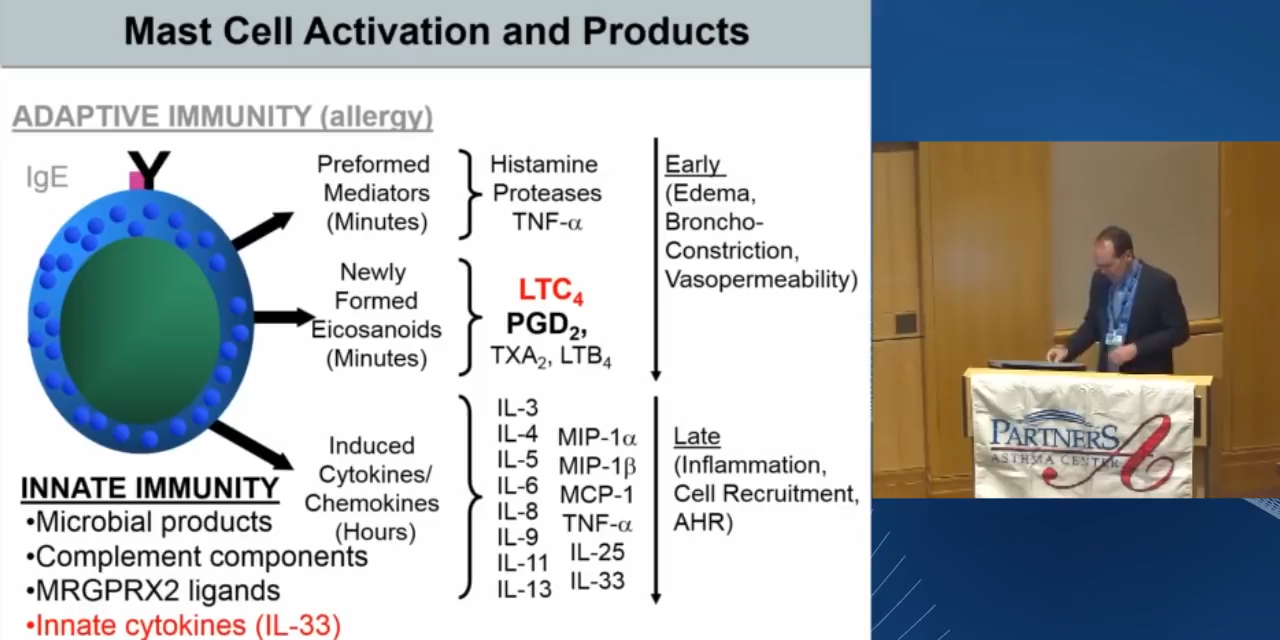 Mast Cell Activation and Products
ADAPTIVE IMMUNITY (allergy)
IgE
Preformed
Mediators
(Minutes)
Histamine
Proteases
TNF-α
Early
(Edema,
Broncho-
Constriction,
Vasopermeability)
Newly
Formed
Eicosanoids
(Minutes)
LTC₄
PGD₂,
TXA₂, LTB₄
Induced
Cytokines/
Chemokines
(Hours)
IL-3
IL-4
IL-5
IL-6
IL-8
IL-9
IL-11
IL-13
MIP-1α
MIP-1β
MCP-1
TNF-α
IL-25
IL-33
Late
(Inflammation,
Cell Recruitment,
AHR)
INNATE IMMUNITY
•Microbial products
•Complement components
•MRGPRX2 ligands
•Innate cytokines (IL-33)
PARTNERS
ASTHMA CENTER
A